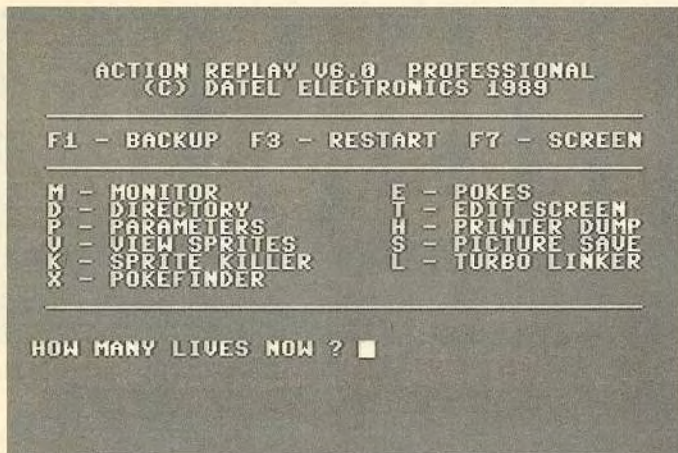 ACTION REPLAY V6.0 PROFESSIONAL
(C) DATEL ELECTRONICS 1989
F1 - BACKUP F3 - RESTART F7 - SCREEN
M - MONITOR E - POKES
D - DIRECTORY T - EDIT SCREEN
P - PARAMETERS H - PRINTER DUMP
V - VIEW SPRITES S - PICTURE SAVE
K - SPRITE KILLER L - TURBO LINKER
X - POKEFINDER
HOW MANY LIVES NOW ?